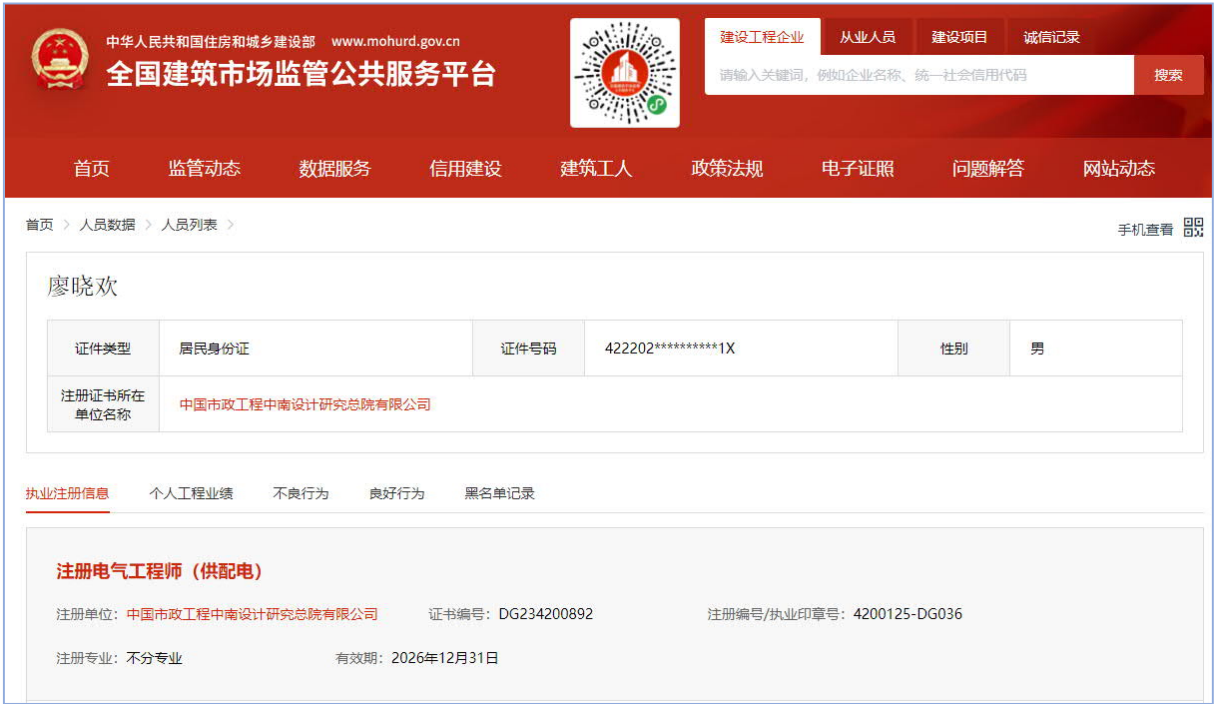 中华人民共和国住房和城乡建设部 www.mohurd.gov.cn
全国建筑市场监管公共服务平台
建设工程企业 从业人员 建设项目 诚信记录
请输入关键词，例如企业名称、统一社会信用代码 搜索
首页 监管动态 数据服务 信用建设 建筑工人 政策法规 电子证照 问题解答 网站动态
首页 > 人员数据 > 人员列表 >
手机查看
廖晓欢
证件类型 居民身份证 证件号码 422202**********1X 性别 男
注册证书所在
单位名称
中国市政工程中南设计研究总院有限公司
执业注册信息 个人工程业绩 不良行为 良好行为 黑名单记录
注册电气工程师（供配电）
注册单位：中国市政工程中南设计研究总院有限公司 证书编号：DG234200892 注册编号/执业印章号：4200125-DG036
注册专业：不分专业 有效期：2026年12月31日